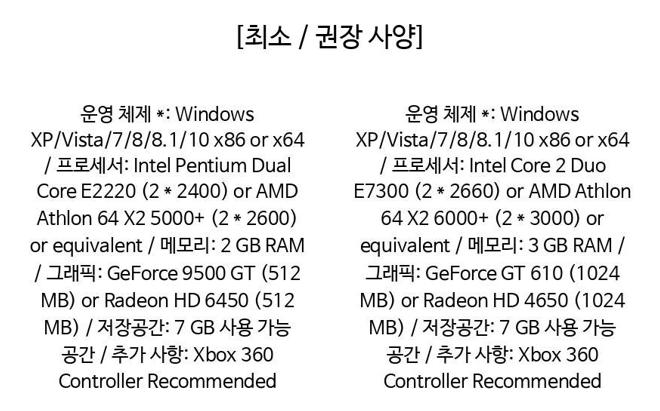 [최소 / 권장 사양]
운영 체제 *: Windows
XP/Vista/7/8/8.1/10 x86 or x64
/ 프로세서: Intel Pentium Dual
Core E2220 (2 * 2400) or AMD
Athlon 64 X2 5000+ (2 * 2600)
or equivalent / 메모리: 2 GB RAM
/ 그래픽: GeForce 9500 GT (512
MB) or Radeon HD 6450 (512
MB) / 저장공간: 7 GB 사용 가능
공간 / 추가 사항: Xbox 360
Controller Recommended
운영 체제 *: Windows
XP/Vista/7/8/8.1/10 x86 or x64
/ 프로세서: Intel Core 2 Duo
E7300 (2 * 2660) or AMD Athlon
64 X2 6000+ (2 * 3000) or
equivalent / 메모리: 3 GB RAM /
그래픽: GeForce GT 610 (1024
MB) or Radeon HD 4650 (1024
MB) / 저장공간: 7 GB 사용 가능
공간 / 추가 사항: Xbox 360
Controller Recommended